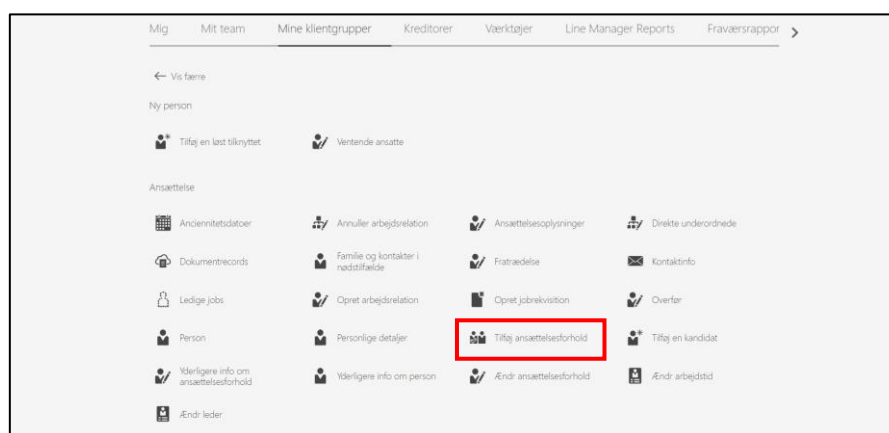 Mig Mit team Mine klientgrupper Kreditorer Værktøjer Line Manager Reports Fraværsrappor
Vis færre
Ny person
Tilføj en løst tilknyttet Ventende ansatte
Ansættelse
Anciennitetsdatoer Annuller arbejdsrelation Ansættelsesoplysninger Direkte underordnede
Dokumentrecords Familie og kontakter i nødstilfælde Fratrædelse Kontaktinfo
Ledige jobs Opret arbejdsrelation Opret jobrekvisition Overfør
Person Personlige detaljer Tilføj ansættelsesforhold Tilføj en kandidat
Yderligere info om ansættelsesforhold Yderligere info om person Ændr ansættelsesforhold Ændr arbejdstid
Ændr leder